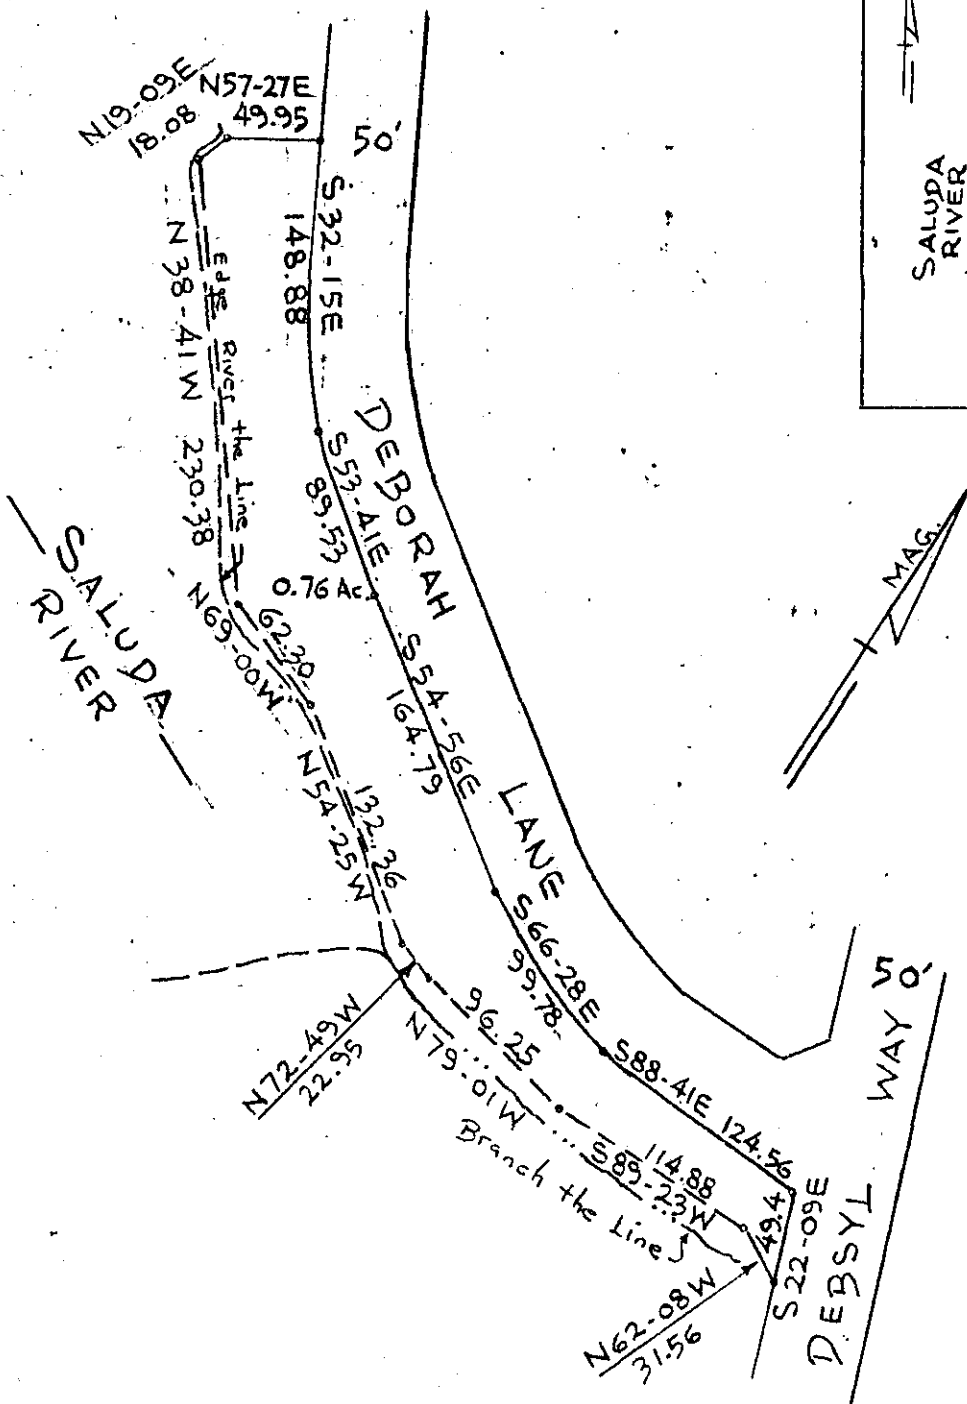 SALUDA
RIVER
N19-09E
18.08
N57-27E
49.95
50'
S32-15E
148.88
Edge River the Line
N38-41W 230.38
DEBORAH LANE
S53-41E
89.53
0.76 Ac.
MAG.
SALUDA
RIVER
62.30
N69-00W
S54-56E
164.79
132.36
N54-25W
S66-28E
99.78
N72-49W
22.95
96.25
N79-01W
S88-41E 124.56
50'
DEBSYL WAY
Branch the Line
114.88
S89-23W
49.4
S22-09E
N62-08W
31.56